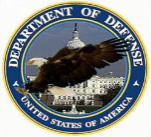 DEPARTMENT OF DEFENSE
UNITED STATES OF AMERICA